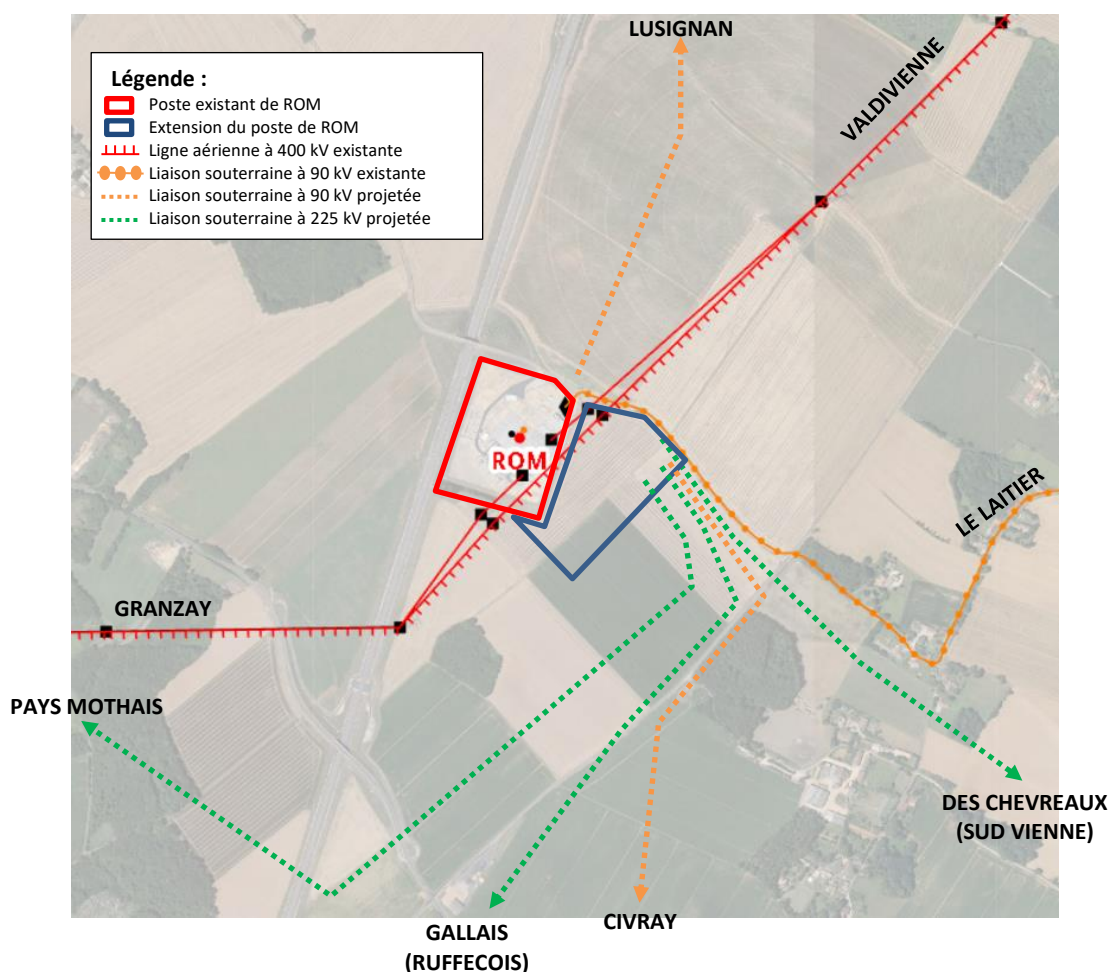 LUSIGNAN
VALDIVIENNE
Légende :
Poste existant de ROM
Extension du poste de ROM
Ligne aérienne à 400 kV existante
Liaison souterraine à 90 kV existante
Liaison souterraine à 90 kV projetée
Liaison souterraine à 225 kV projetée
ROM
LE LAITIER
GRANZAY
PAYS MOTHAIS
DES CHEVREAUX
(SUD VIENNE)
GALLAIS
(RUFFECOIS)
CIVRAY